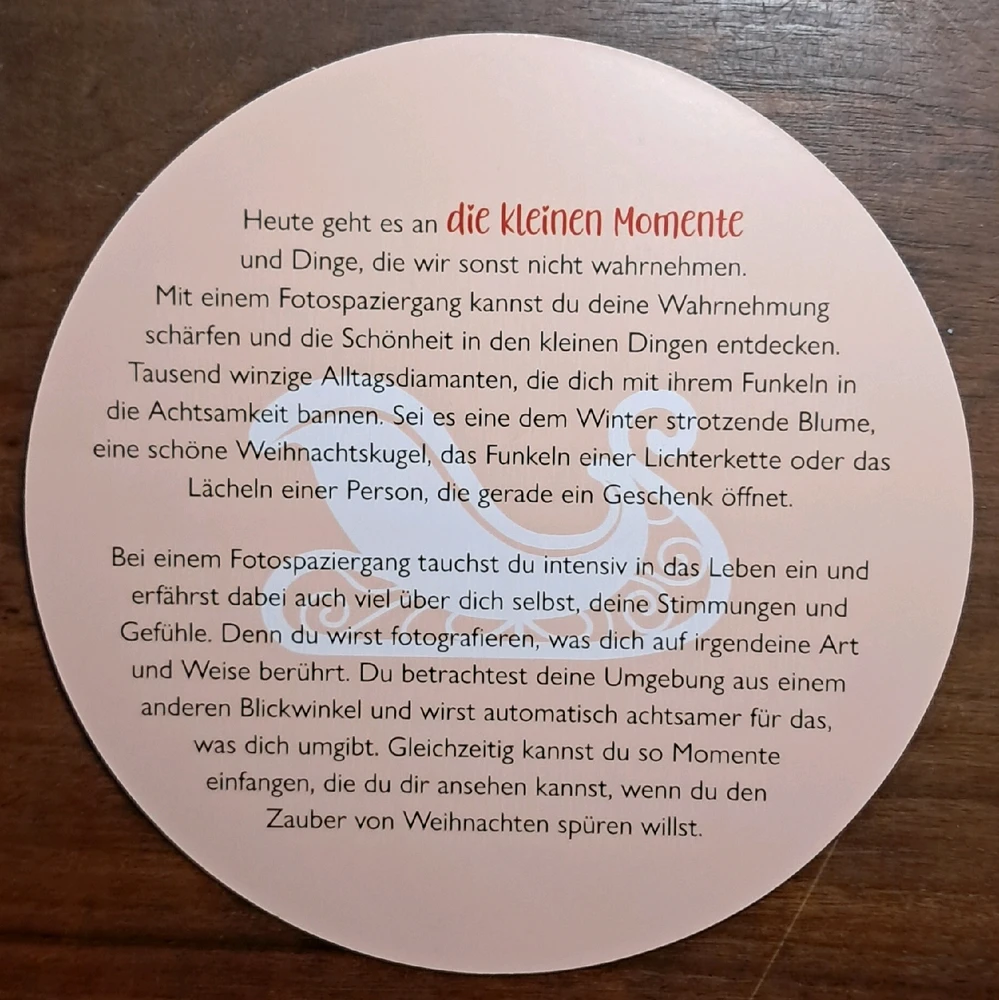 Heute geht es an die kleinen Momente
und Dinge, die wir sonst nicht wahrnehmen.
Mit einem Fotospaziergang kannst du deine Wahrnehmung
schärfen und die Schönheit in den kleinen Dingen entdecken.
Tausend winzige Alltagsdiamanten, die dich mit ihrem Funkeln in
die Achtsamkeit bannen. Sei es eine dem Winter strotzende Blume,
eine schöne Weihnachtskugel, das Funkeln einer Lichterkette oder das
Lächeln einer Person, die gerade ein Geschenk öffnet.
Bei einem Fotospaziergang tauchst du intensiv in das Leben ein und
erfährst dabei auch viel über dich selbst, deine Stimmungen und
Gefühle. Denn du wirst fotografieren, was dich auf irgendeine Art
und Weise berührt. Du betrachtest deine Umgebung aus einem
anderen Blickwinkel und wirst automatisch achtsamer für das,
was dich umgibt. Gleichzeitig kannst du so Momente
einfangen, die du dir ansehen kannst, wenn du den
Zauber von Weihnachten spüren willst.